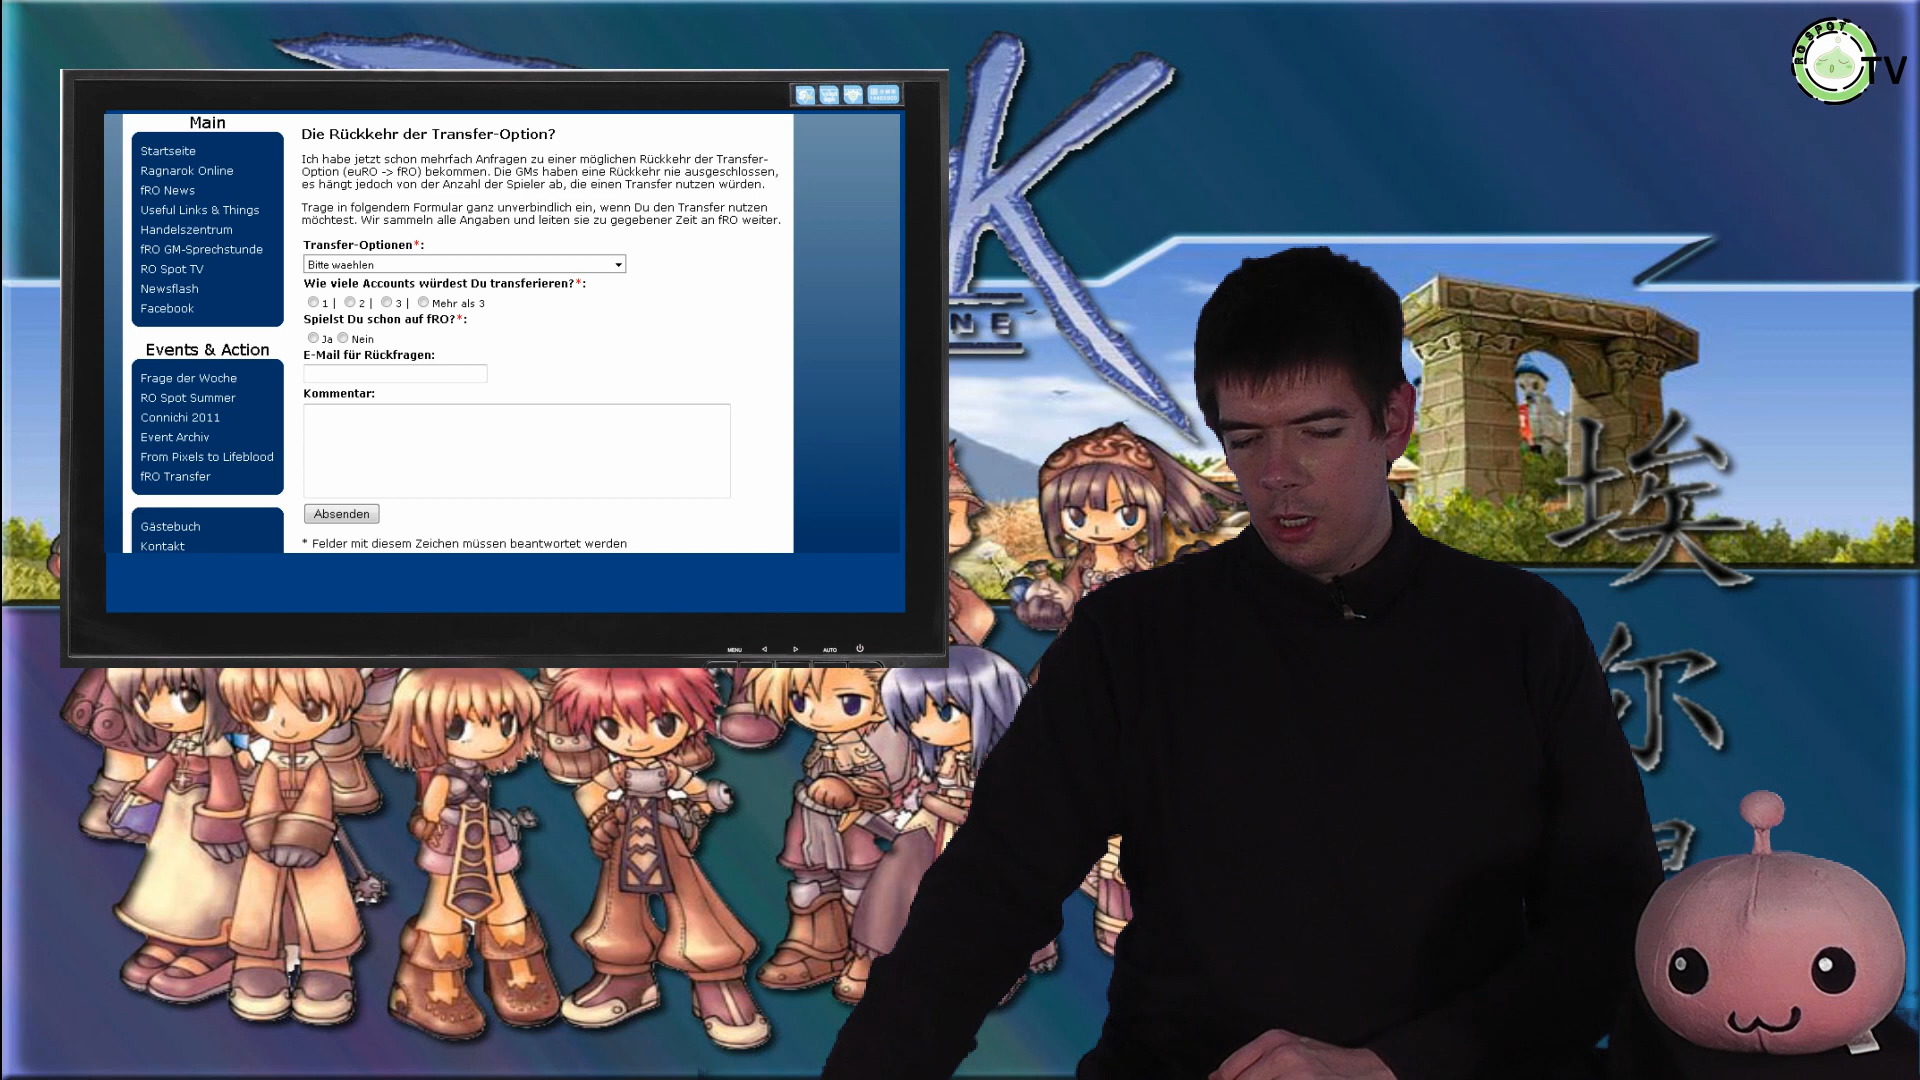 RO SPOT
TV
K
NE
Main
Startseite
Ragnarok Online
fRO News
Useful Links & Things
Handelszentrum
fRO GM-Sprechstunde
RO Spot TV
Newsflash
Facebook
Events & Action
Frage der Woche
RO Spot Summer
Connichi 2011
Event Archiv
From Pixels to Lifeblood
fRO Transfer
Gästebuch
Kontakt
Die Rückkehr der Transfer-Option?
Ich habe jetzt schon mehrfach Anfragen zu einer möglichen Rückkehr der Transfer-
Option (euRO -> fRO) bekommen. Die GMs haben eine Rückkehr nie ausgeschlossen,
es hängt jedoch von der Anzahl der Spieler ab, die einen Transfer nutzen würden.
Trage in folgendem Formular ganz unverbindlich ein, wenn Du den Transfer nutzen
möchtest. Wir sammeln alle Angaben und leiten sie zu gegebener Zeit an fRO weiter.
Transfer-Optionen*:
Bitte waehlen
Wie viele Accounts würdest Du transferieren?*:
1 | 2 | 3 | Mehr als 3
Spielst Du schon auf fRO?*:
Ja Nein
E-Mail für Rückfragen:
Kommentar:
Absenden
* Felder mit diesem Zeichen müssen beantwortet werden
MENU AUTO
埃
尔